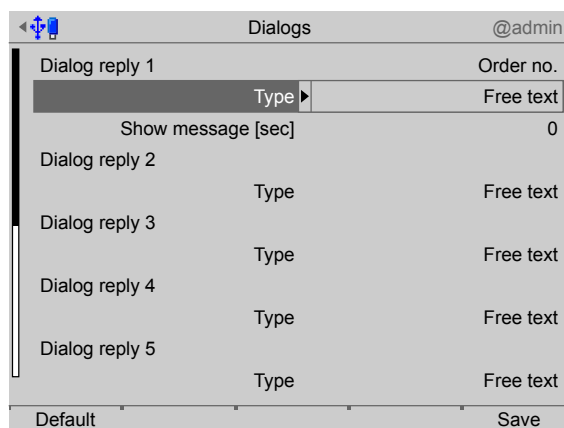 Dialogs @admin
Dialog reply 1 Order no.
Type Free text
Show message [sec] 0
Dialog reply 2
Type Free text
Dialog reply 3
Type Free text
Dialog reply 4
Type Free text
Dialog reply 5
Type Free text
Default Save